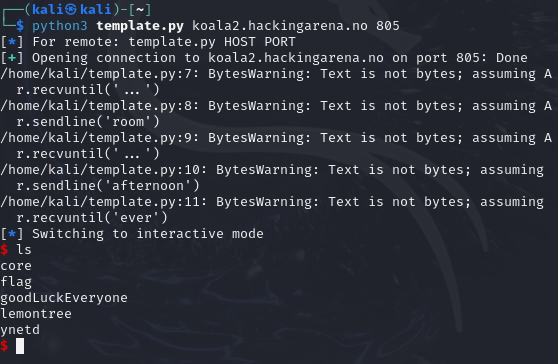 ┌──(kali㉿kali)-[~]
└─$ python3 template.py koala2.hackingarena.no 805
[*] For remote: template.py HOST PORT
[+] Opening connection to koala2.hackingarena.no on port 805: Done
/home/kali/template.py:7: BytesWarning: Text is not bytes; assuming A
  r.recvuntil('...')
/home/kali/template.py:8: BytesWarning: Text is not bytes; assuming A
  r.sendline('room')
/home/kali/template.py:9: BytesWarning: Text is not bytes; assuming A
  r.recvuntil('...')
/home/kali/template.py:10: BytesWarning: Text is not bytes; assuming
  r.sendline('afternoon')
/home/kali/template.py:11: BytesWarning: Text is not bytes; assuming
  r.recvuntil('ever')
[*] Switching to interactive mode
$ ls
core
flag
goodLuckEveryone
lemontree
ynetd
$